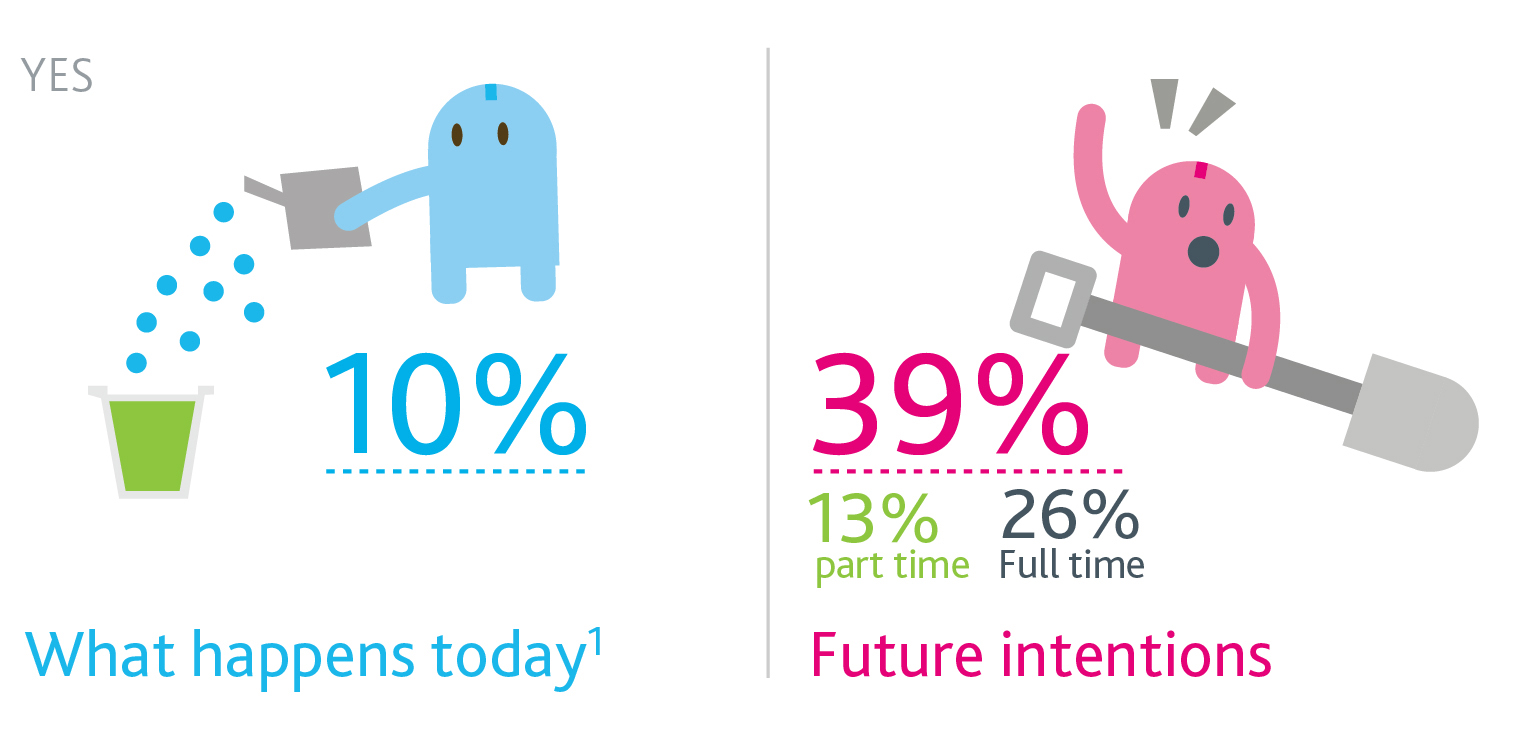 YES
10%
What happens today¹
39%
13%
part time
26%
Full time
Future intentions